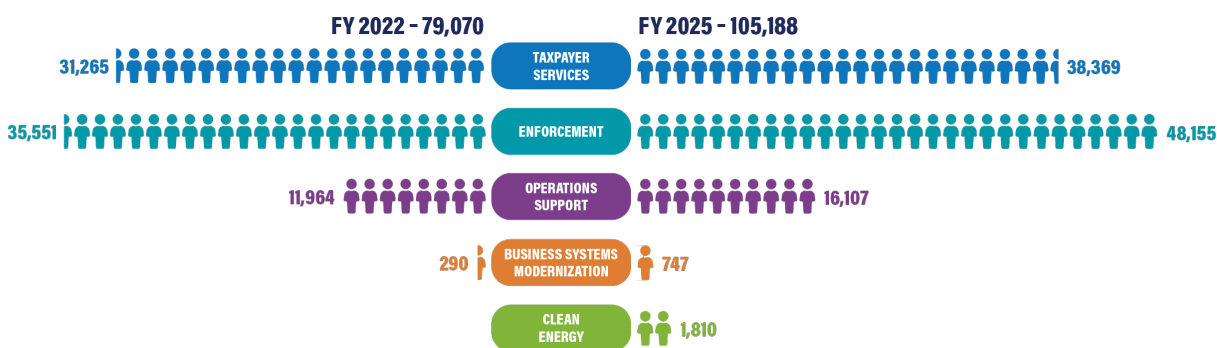 FY 2022 – 79,070
FY 2025 – 105,188
31,265
TAXPAYER
SERVICES
38,369
35,551
ENFORCEMENT
48,155
11,964
OPERATIONS
SUPPORT
16,107
290
BUSINESS SYSTEMS
MODERNIZATION
747
CLEAN
ENERGY
1,810